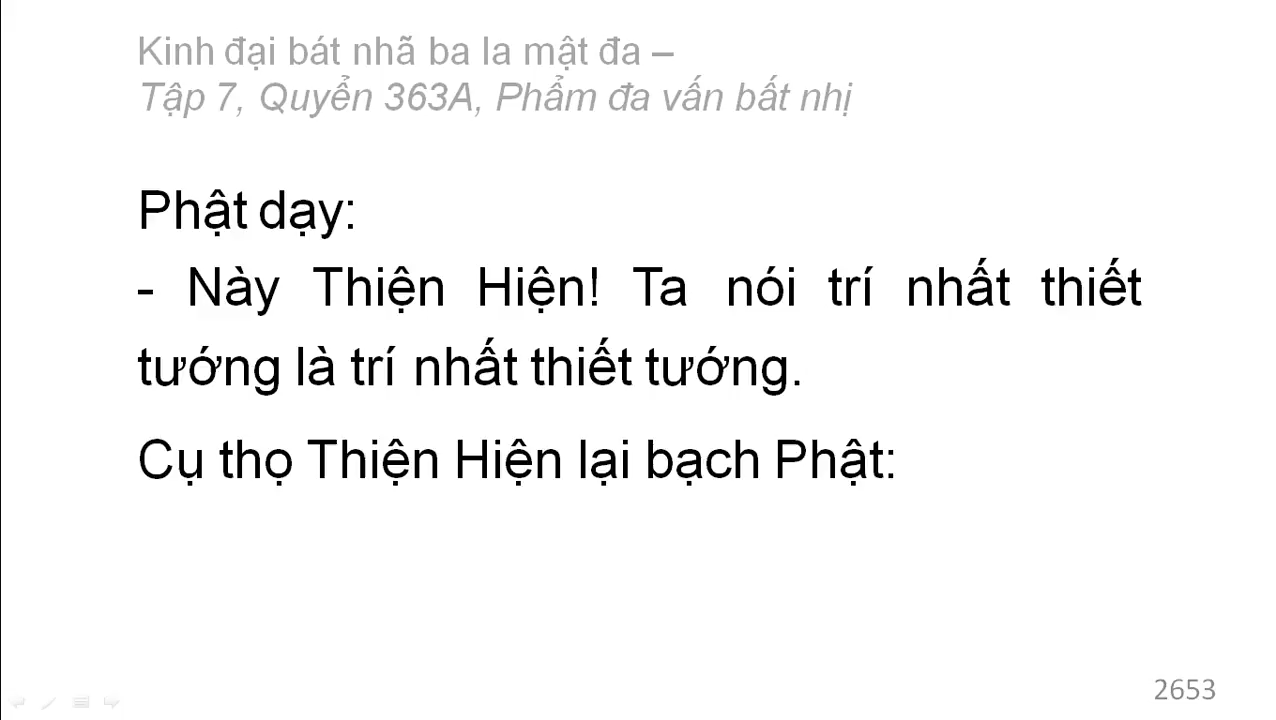 Kinh đại bát nhã ba la mật đa –
Tập 7, Quyển 363A, Phẩm đa vấn bất nhị
Phật dạy:
- Này Thiện Hiện! Ta nói trí nhất thiết
tướng là trí nhất thiết tướng.
Cụ thọ Thiện Hiện lại bạch Phật:
2653